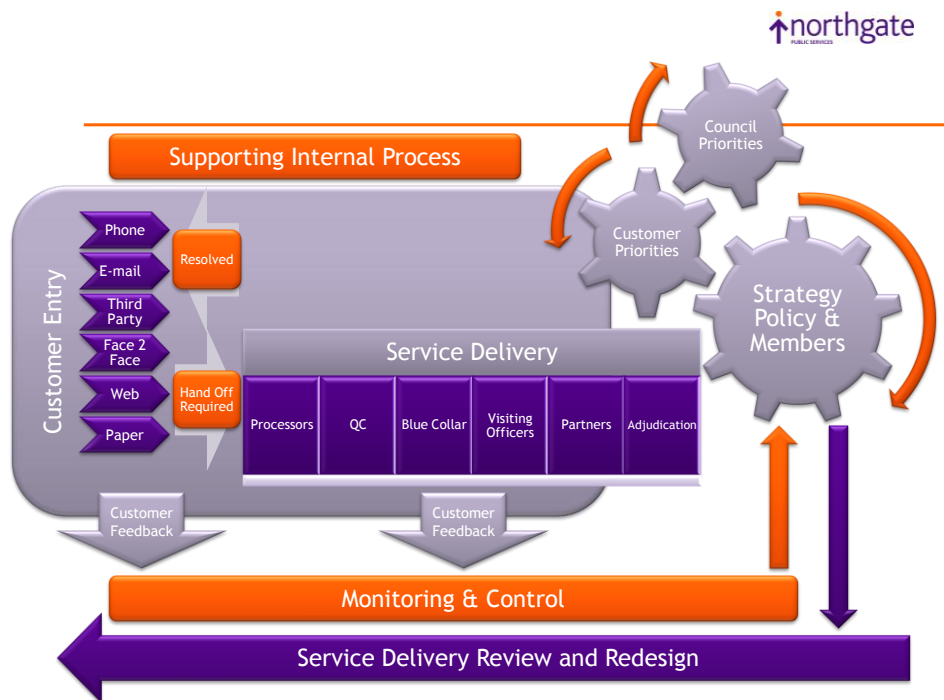 northgate
PUBLIC SERVICES
Council
Priorities
Supporting Internal Process
Customer
Priorities
Customer Entry
Phone
E-mail
Third
Party
Face 2
Face
Web
Paper
Resolved
Hand Off
Required
Strategy
Policy &
Members
Service Delivery
Processors
QC
Blue Collar
Visiting
Officers
Partners
Adjudication
Customer
Feedback
Customer
Feedback
Monitoring & Control
Service Delivery Review and Redesign